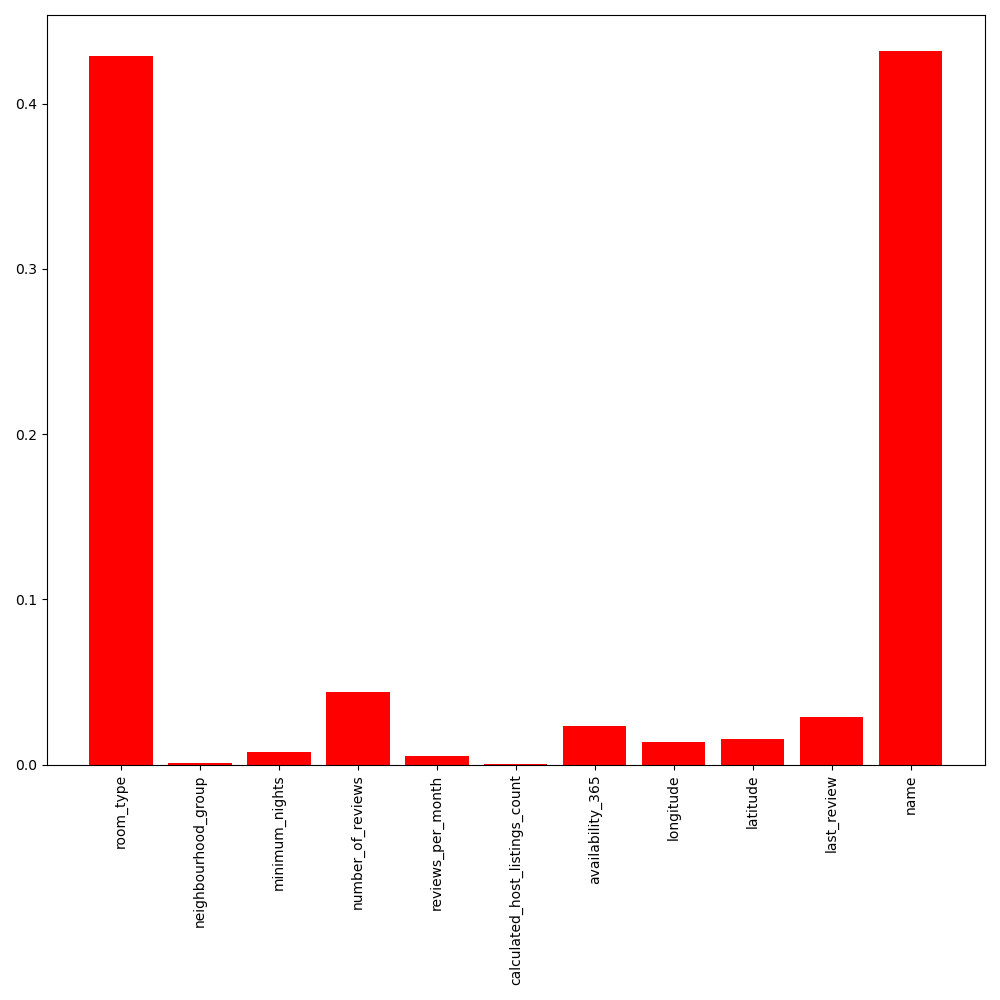 0.4
0.3
0.2
0.1
0.0
room_type
neighbourhood_group
minimum_nights
number_of_reviews
reviews_per_month
calculated_host_listings_count
availability_365
longitude
latitude
last_review
name